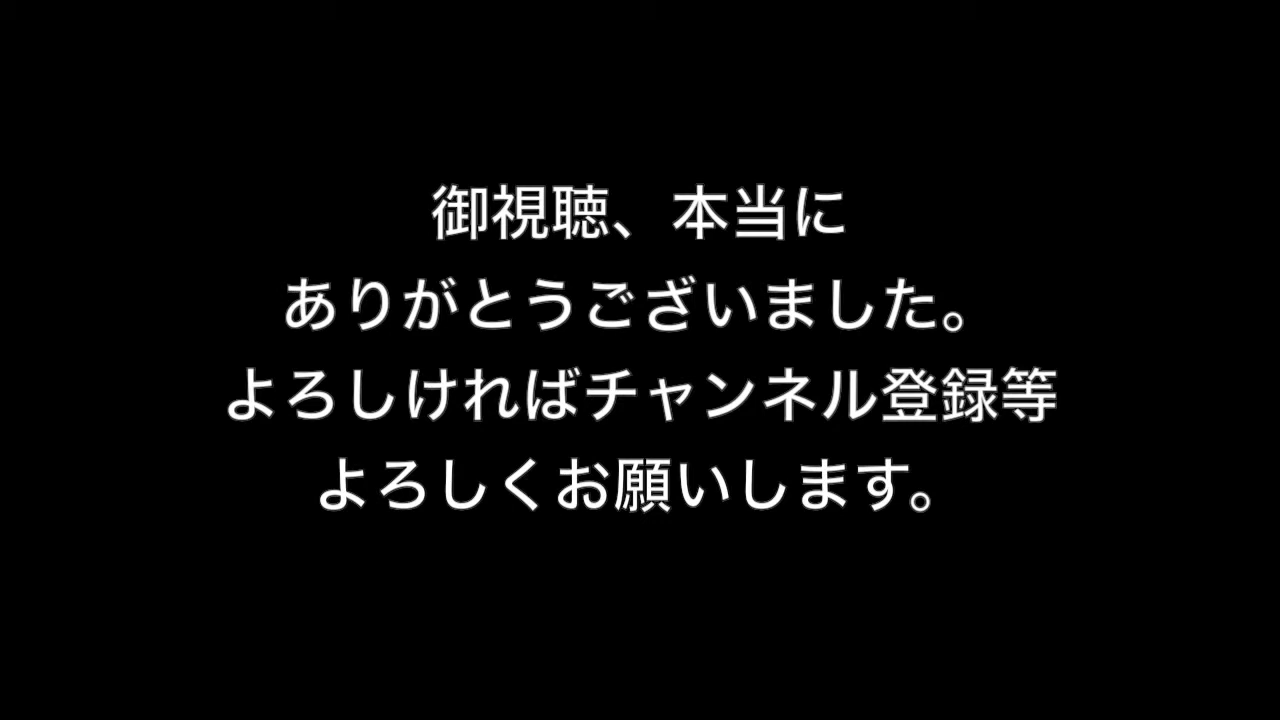 御視聴、本当に
ありがとうございました。
よろしければチャンネル登録等
よろしくお願いします。